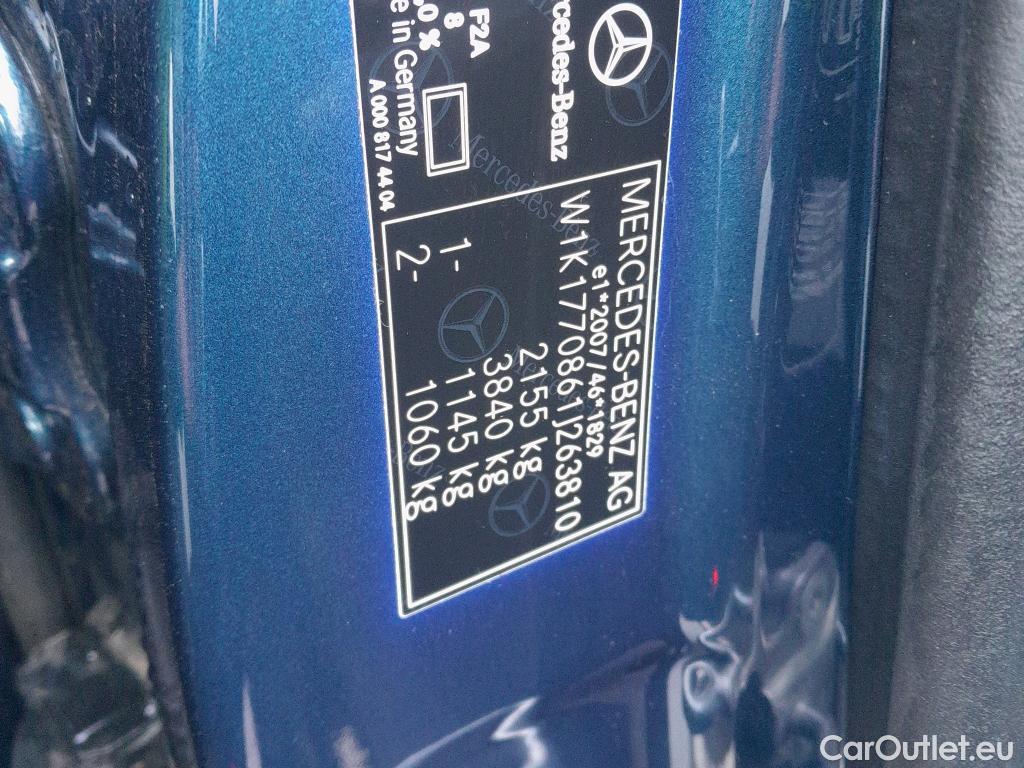 Mercedes-Benz
F2A
8
.0 X
e in Germany
A 000 817 44 04
MERCEDES-BENZ AG
e1*2007/46*1829
W1K1770861J263810
2155 kg
3840 kg
1- 1145 kg
2- 1060 kg
CarOutlet.eu